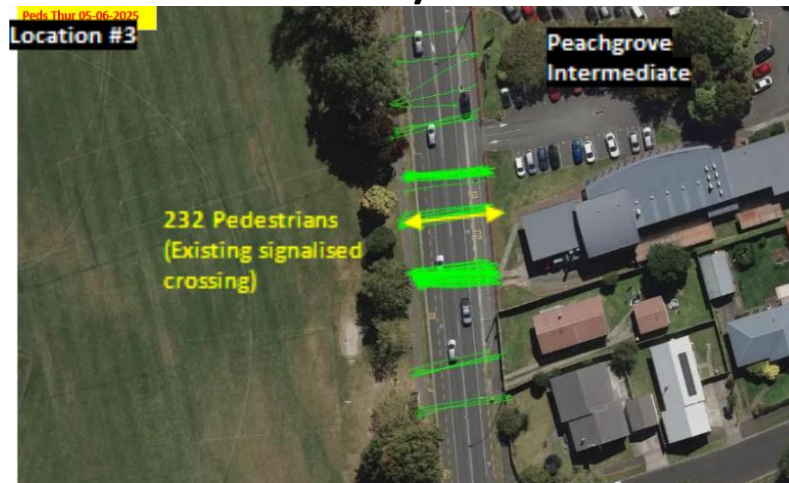 Peds Thur 05-06-2025
Location #3
Peachgrove
Intermediate
232 Pedestrians
(Existing signalised
crossing)